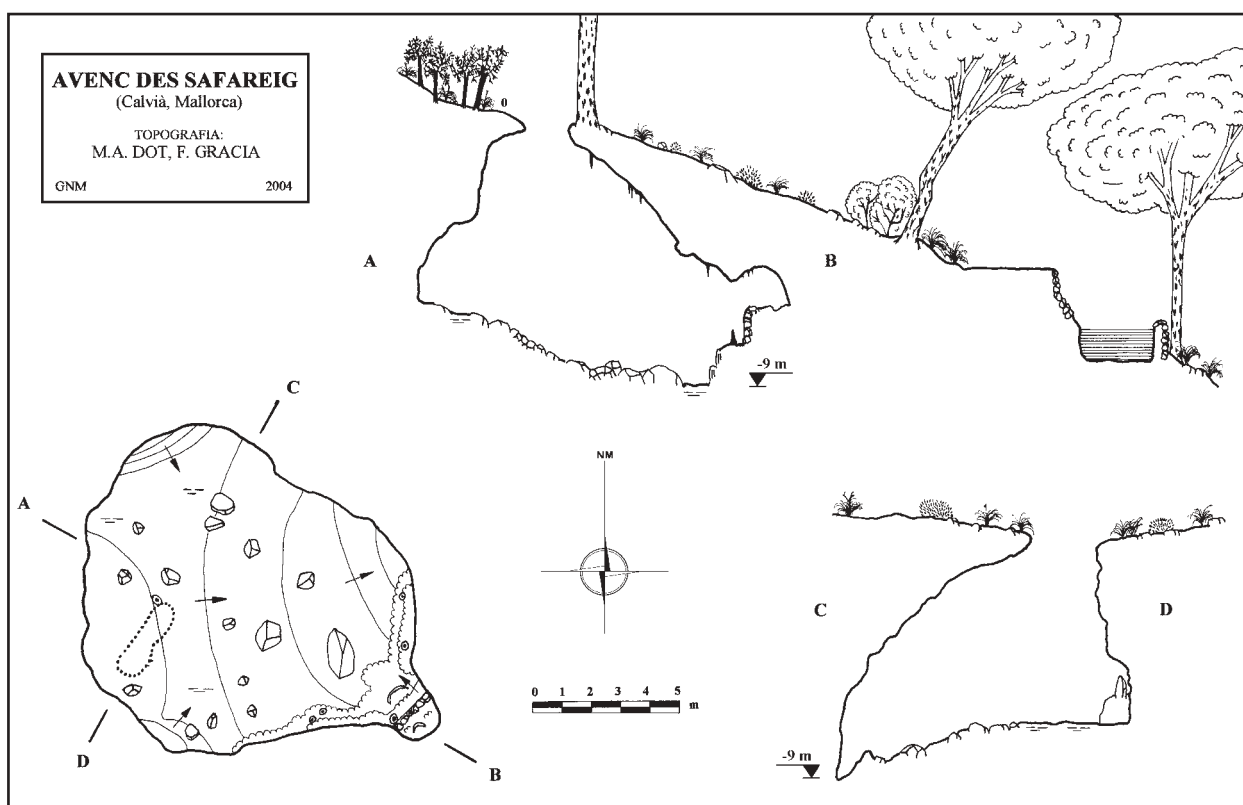 AVENC DES SAFAREIG
(Calvià, Mallorca)
TOPOGRAFIA:
M.A. DOT, F. GRACIA
GNM 2004
0
A
B
-9 m
C
A
D
B
NM
0 1 2 3 4 5
m
C
D
-9 m